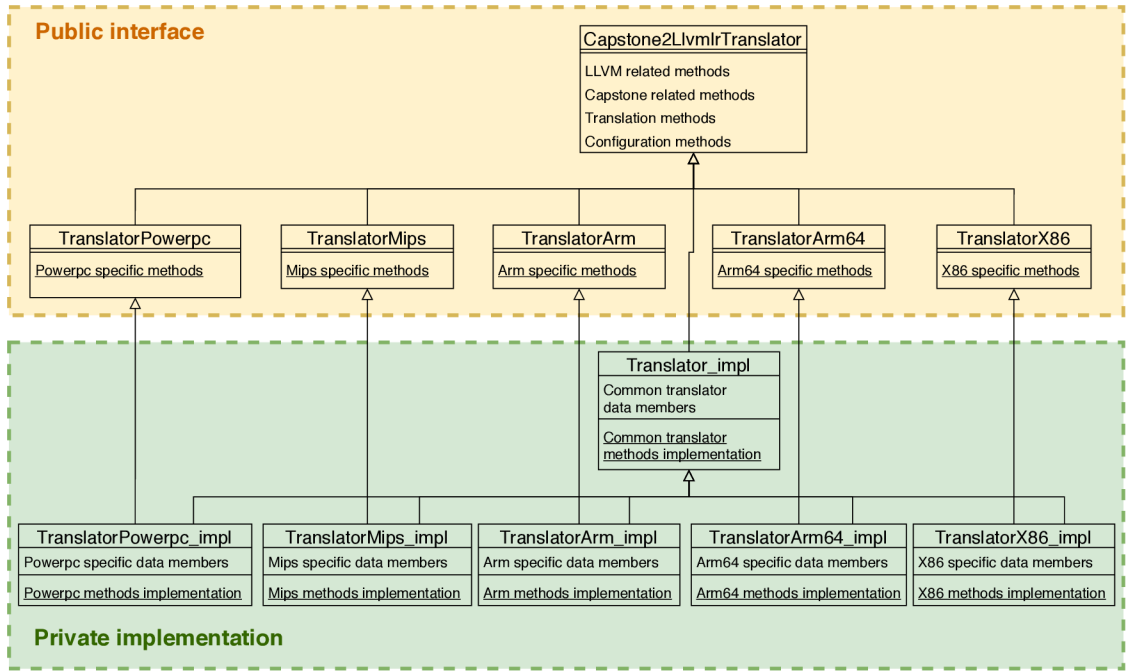 Public interface
Capstone2LlvmIrTranslator
LLVM related methods
Capstone related methods
Translation methods
Configuration methods
TranslatorPowerpc
Powerpc specific methods
TranslatorMips
Mips specific methods
TranslatorArm
Arm specific methods
TranslatorArm64
Arm64 specific methods
TranslatorX86
X86 specific methods
Translator_impl
Common translator
data members
Common translator
methods implementation
TranslatorPowerpc_impl
Powerpc specific data members
Powerpc methods implementation
TranslatorMips_impl
Mips specific data members
Mips methods implementation
TranslatorArm_impl
Arm specific data members
Arm methods implementation
TranslatorArm64_impl
Arm64 specific data members
Arm64 methods implementation
TranslatorX86_impl
X86 specific data members
X86 methods implementation
Private implementation